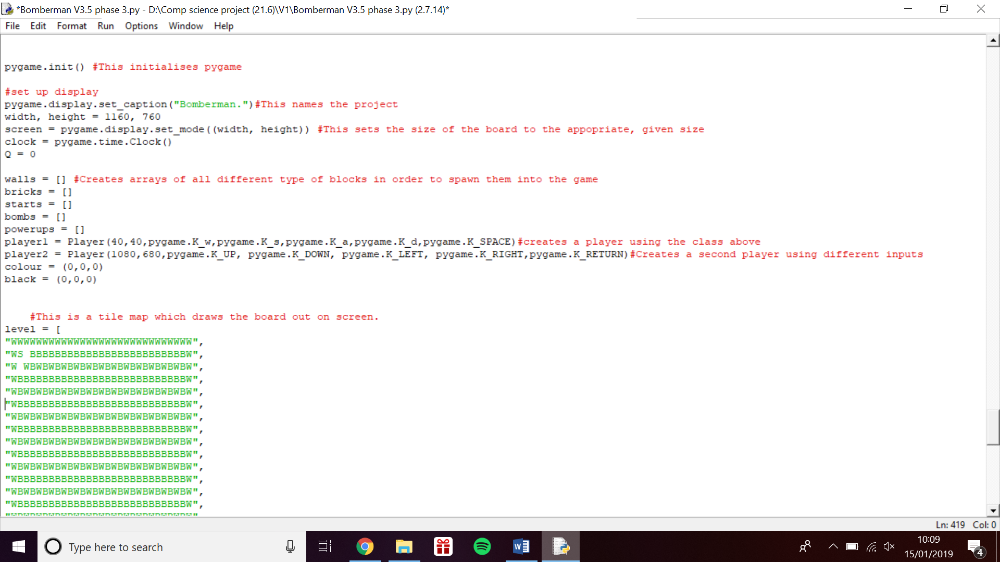 *Bomberman V3.5 phase 3.py - D:\Comp science project (21.6)\V1\Bomberman V3.5 phase 3.py (2.7.14)*
File Edit Format Run Options Window Help
pygame.init() #This initialises pygame
#set up display
pygame.display.set_caption("Bomberman.")#This names the project
width, height = 1160, 760
screen = pygame.display.set_mode((width, height)) #This sets the size of the board to the appopriate, given size
clock = pygame.time.Clock()
Q = 0
walls = [] #Creates arrays of all different type of blocks in order to spawn them into the game
bricks = []
starts = []
bombs = []
powerups = []
player1 = Player(40,40,pygame.K_w,pygame.K_s,pygame.K_a,pygame.K_d,pygame.K_SPACE)#creates a player using the class above
player2 = Player(1080,680,pygame.K_UP, pygame.K_DOWN, pygame.K_LEFT, pygame.K_RIGHT,pygame.K_RETURN)#Creates a second player using different inputs
colour = (0,0,0)
black = (0,0,0)
#This is a tile map which draws the board out on screen.
level = [
"WWWWWWWWWWWWWWWWWWWWWWWWWWWWW",
"WS BBBBBBBBBBBBBBBBBBBBBBBBBW",
"W WBWBWBWBWBWBWBWBWBWBWBWBWBW",
"WBBBBBBBBBBBBBBBBBBBBBBBBBBBW",
"WBWBWBWBWBWBWBWBWBWBWBWBWBWBW",
"WBBBBBBBBBBBBBBBBBBBBBBBBBBBW",
"WBWBWBWBWBWBWBWBWBWBWBWBWBWBW",
"WBBBBBBBBBBBBBBBBBBBBBBBBBBBW",
"WBWBWBWBWBWBWBWBWBWBWBWBWBWBW",
"WBBBBBBBBBBBBBBBBBBBBBBBBBBBW",
"WBWBWBWBWBWBWBWBWBWBWBWBWBWBW",
"WBBBBBBBBBBBBBBBBBBBBBBBBBBBW",
"WBWBWBWBWBWBWBWBWBWBWBWBWBWBW",
"WBBBBBBBBBBBBBBBBBBBBBBBBBBBW",
Ln: 419 Col: 0
Type here to search
10:09
15/01/2019
4